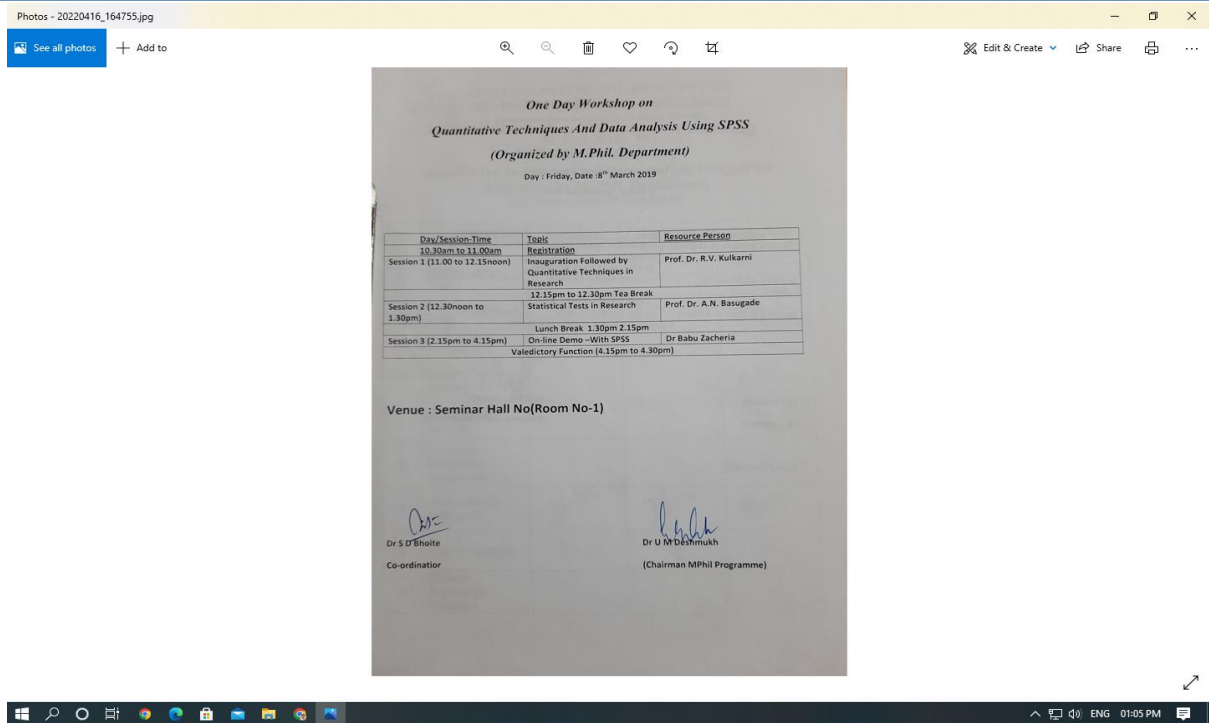 Photos - 20220416_164755.jpg
See all photos
Add to
Edit & Create
Share
One Day Workshop on
Quantitative Techniques And Data Analysis Using SPSS
(Organized by M.Phil. Department)
Day : Friday, Date :8th March 2019
Day/Session-Time Topic Resource Person
10.30am to 11.00am Registration
Session 1 (11.00 to 12.15noon) Inauguration Followed by Prof. Dr. R.V. Kulkarni
Quantitative Techniques in
Research
12.15pm to 12.30pm Tea Break
Session 2 (12.30noon to Statistical Tests in Research Prof. Dr. A.N. Basugade
1.30pm)
Lunch Break 1.30pm 2.15pm
Session 3 (2.15pm to 4.15pm) On-line Demo –With SPSS Dr Babu Zacheria
Valedictory Function (4.15pm to 4.30pm)
Venue : Seminar Hall No(Room No-1)
Dr S D Bhoite Dr U M Deshmukh
Co-ordinatior (Chairman MPhil Programme)
ENG 01:05 PM